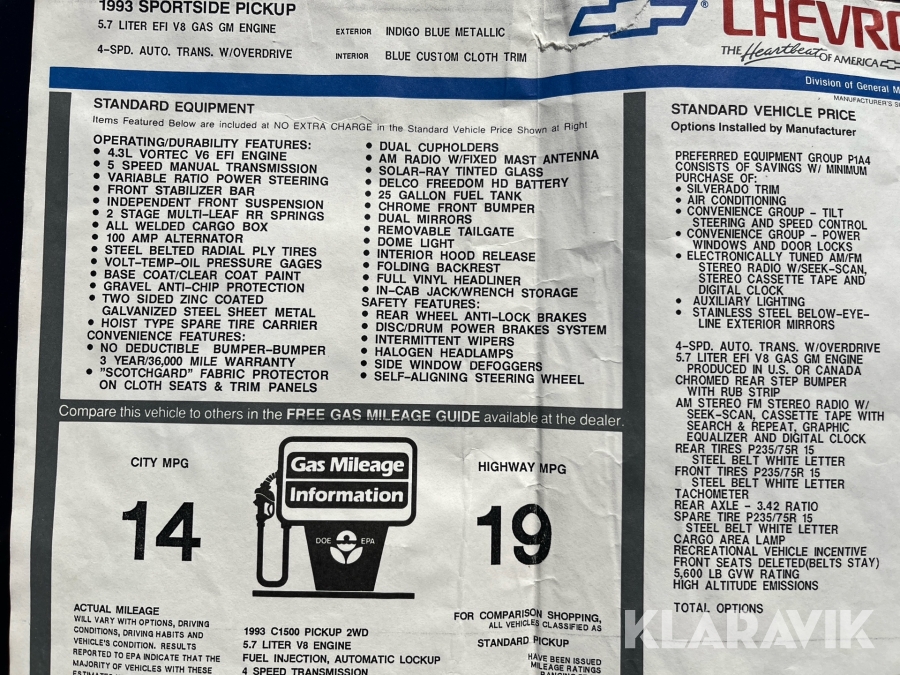 1993 SPORTSIDE PICKUP
5.7 LITER EFI V8 GAS GM ENGINE
4-SPD. AUTO. TRANS. W/OVERDRIVE
EXTERIOR INDIGO BLUE METALLIC
INTERIOR BLUE CUSTOM CLOTH TRIM
CHEVRO
THE Heartbeat OF AMERICA
Division of General M
MANUFACTURER'S
STANDARD EQUIPMENT
Items Featured Below are included at NO EXTRA CHARGE in the Standard Vehicle Price Shown at Right
OPERATING/DURABILITY FEATURES:
• 4.3L VORTEC V6 EFI ENGINE
• 5 SPEED MANUAL TRANSMISSION
• VARIABLE RATIO POWER STEERING
• FRONT STABILIZER BAR
• INDEPENDENT FRONT SUSPENSION
• 2 STAGE MULTI-LEAF RR SPRINGS
• ALL WELDED CARGO BOX
• 100 AMP ALTERNATOR
• STEEL BELTED RADIAL PLY TIRES
• VOLT-TEMP-OIL PRESSURE GAGES
• BASE COAT/CLEAR COAT PAINT
• GRAVEL ANTI-CHIP PROTECTION
• TWO SIDED ZINC COATED
GALVANIZED STEEL SHEET METAL
• HOIST TYPE SPARE TIRE CARRIER
CONVENIENCE FEATURES:
• NO DEDUCTIBLE BUMPER-BUMPER
3 YEAR/36,000 MILE WARRANTY
• "SCOTCHGARD" FABRIC PROTECTOR
ON CLOTH SEATS & TRIM PANELS
• DUAL CUPHOLDERS
• AM RADIO W/FIXED MAST ANTENNA
• SOLAR-RAY TINTED GLASS
• DELCO FREEDOM HD BATTERY
• 25 GALLON FUEL TANK
• CHROME FRONT BUMPER
• DUAL MIRRORS
• REMOVABLE TAILGATE
• DOME LIGHT
• INTERIOR HOOD RELEASE
• FOLDING BACKREST
• FULL VINYL HEADLINER
• IN-CAB JACK/WRENCH STORAGE
SAFETY FEATURES:
• REAR WHEEL ANTI-LOCK BRAKES
• DISC/DRUM POWER BRAKES SYSTEM
• INTERMITTENT WIPERS
• HALOGEN HEADLAMPS
• SIDE WINDOW DEFOGGERS
• SELF-ALIGNING STEERING WHEEL
STANDARD VEHICLE PRICE
Options Installed by Manufacturer
PREFERRED EQUIPMENT GROUP P1A4
CONSISTS OF SAVINGS W/ MINIMUM
PURCHASE OF:
• SILVERADO TRIM
• AIR CONDITIONING
• CONVENIENCE GROUP - TILT
STEERING AND SPEED CONTROL
• CONVENIENCE GROUP - POWER
WINDOWS AND DOOR LOCKS
• ELECTRONICALLY TUNED AM/FM
STEREO RADIO W/SEEK-SCAN,
STEREO CASSETTE TAPE AND
DIGITAL CLOCK
• AUXILIARY LIGHTING
• STAINLESS STEEL BELOW-EYE-
LINE EXTERIOR MIRRORS
4-SPD. AUTO. TRANS. W/OVERDRIVE
5.7 LITER EFI V8 GAS GM ENGINE
PRODUCED IN U.S. OR CANADA
CHROMED REAR STEP BUMPER
WITH RUB STRIP
AM STEREO FM STEREO RADIO W/
SEEK-SCAN, CASSETTE TAPE WITH
SEARCH & REPEAT, GRAPHIC
EQUALIZER AND DIGITAL CLOCK
REAR TIRES P235/75R 15
STEEL BELT WHITE LETTER
FRONT TIRES P235/75R 15
STEEL BELT WHITE LETTER
TACHOMETER
REAR AXLE - 3.42 RATIO
SPARE TIRE P235/75R 15
STEEL BELT WHITE LETTER
CARGO AREA LAMP
RECREATIONAL VEHICLE INCENTIVE
FRONT SEATS DELETED(BELTS STAY)
5,600 LB GVW RATING
HIGH ALTITUDE EMISSIONS
TOTAL OPTIONS
Compare this vehicle to others in the FREE GAS MILEAGE GUIDE available at the dealer.
CITY MPG
14
Gas Mileage
Information
DOE EPA
HIGHWAY MPG
19
ACTUAL MILEAGE
WILL VARY WITH OPTIONS, DRIVING
CONDITIONS, DRIVING HABITS AND
VEHICLE'S CONDITION. RESULTS
REPORTED TO EPA INDICATE THAT THE
MAJORITY OF VEHICLES WITH THESE
1993 C1500 PICKUP 2WD
5.7 LITER V8 ENGINE
FUEL INJECTION, AUTOMATIC LOCKUP
4 SPEED TRANSMISSION
FOR COMPARISON SHOPPING,
ALL VEHICLES CLASSIFIED AS
STANDARD PICKUP
HAVE BEEN ISSUED
MILEAGE RATINGS
KLARAVIK